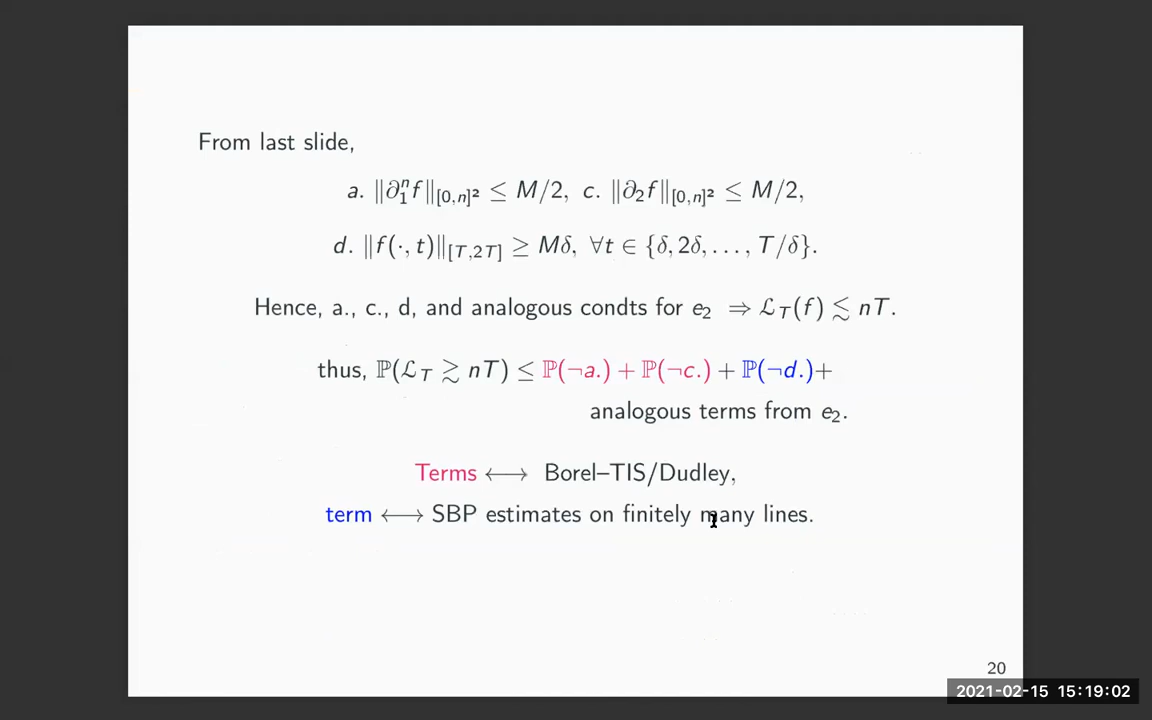 From last slide,
a. ‖∂₁ⁿf‖_[0,n]² ≤ M/2, c. ‖∂₂f‖_[0,n]² ≤ M/2,
d. ‖f(·, t)‖_[T,2T] ≥ Mδ, ∀t ∈ {δ, 2δ, . . . , T/δ}.
Hence, a., c., d, and analogous condts for e₂ ⇒ ℒ_T(f) ≲ nT.
thus, ℙ(ℒ_T ≳ nT) ≤ ℙ(¬a.) + ℙ(¬c.) + ℙ(¬d.)+
analogous terms from e₂.
Terms ⟷ Borel–TIS/Dudley,
term ⟷ SBP estimates on finitely many lines.
20
2021-02-15 15:19:02